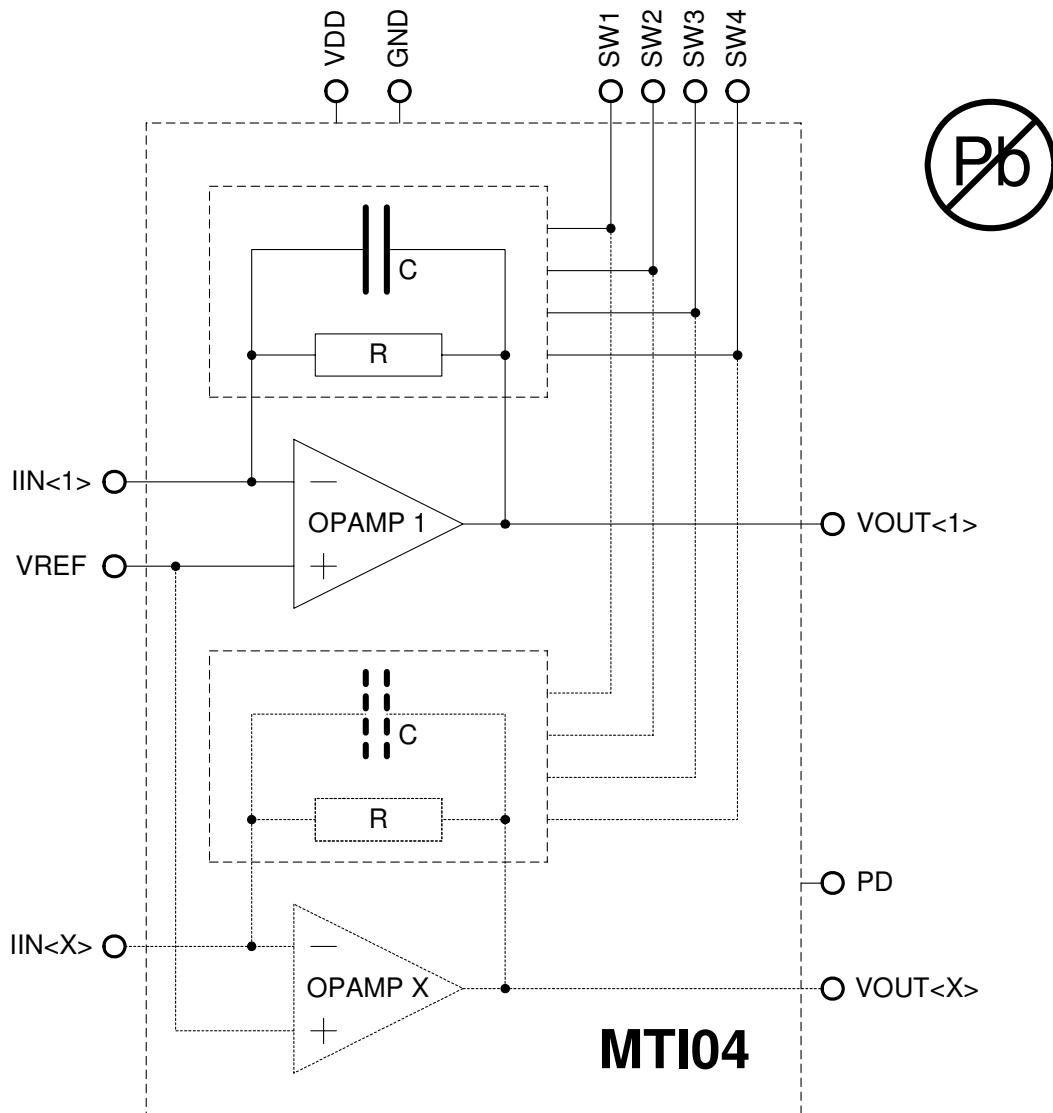 VDD
GND
SW1
SW2
SW3
SW4
Pb
C
R
IIN<1>
OPAMP 1
VOUT<1>
VREF
C
R
PD
IIN<X>
OPAMP X
VOUT<X>
MTI04